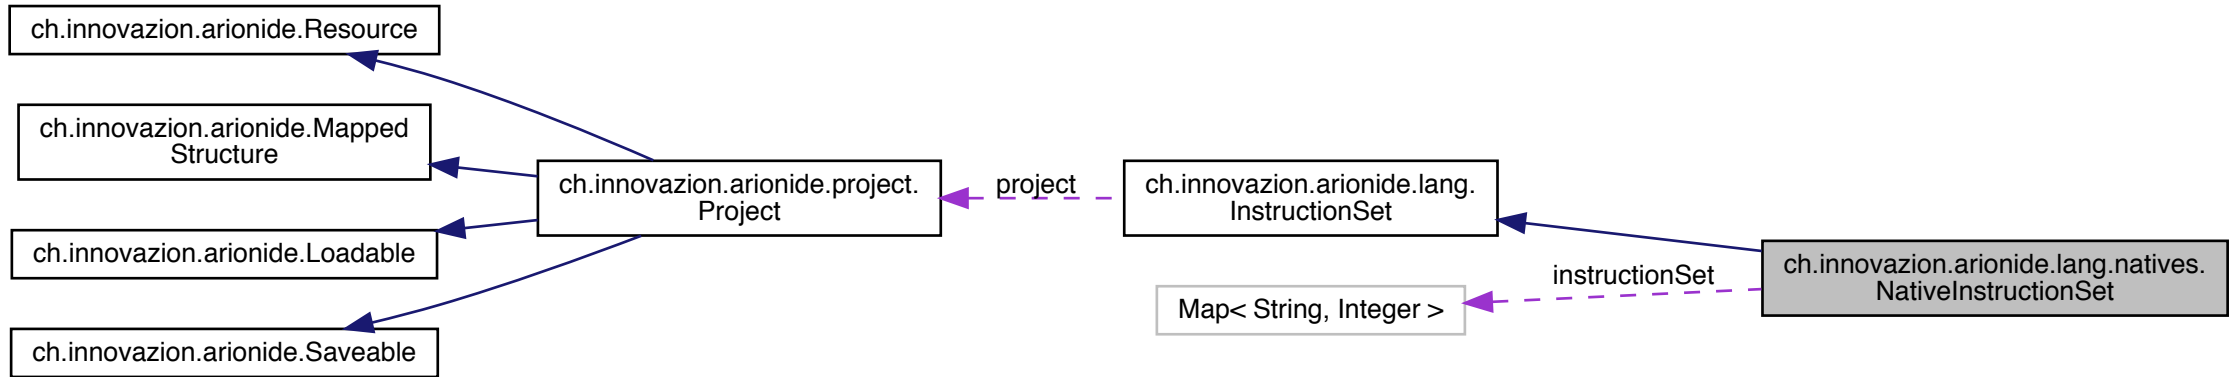 ch.innovazion.arionide.Resource
ch.innovazion.arionide.Mapped
Structure
ch.innovazion.arionide.Loadable
ch.innovazion.arionide.Saveable
ch.innovazion.arionide.project.
Project
project
ch.innovazion.arionide.lang.
InstructionSet
Map< String, Integer >
instructionSet
ch.innovazion.arionide.lang.natives.
NativeInstructionSet